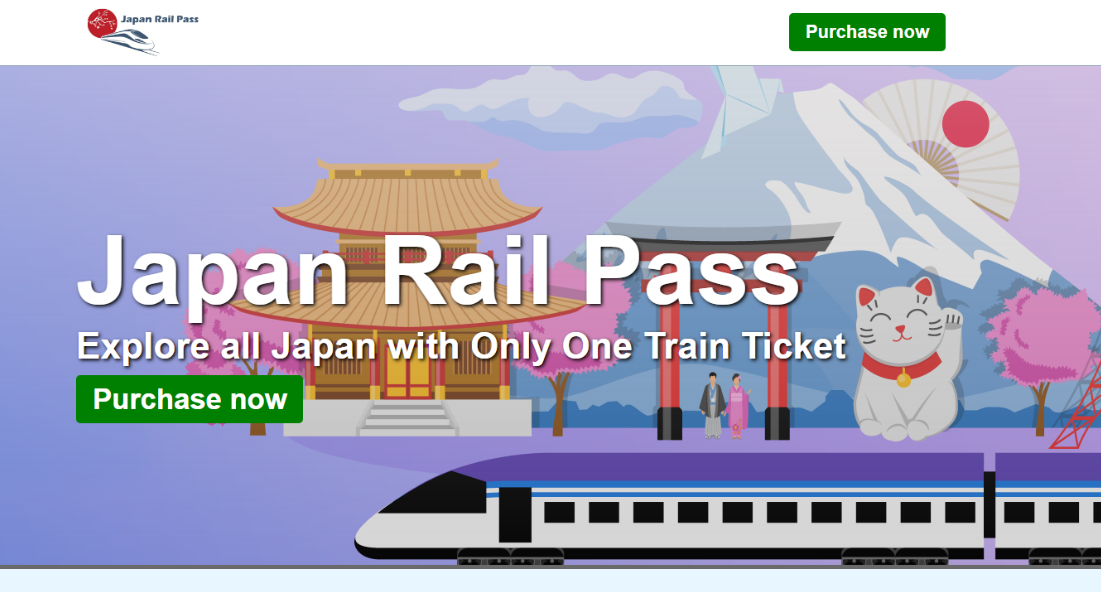 Japan Rail Pass
Purchase now
Japan Rail Pass
Explore all Japan with Only One Train Ticket
Purchase now